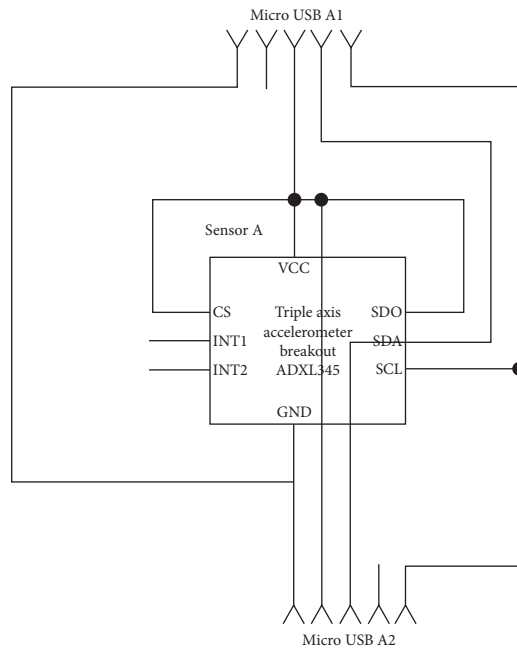 Micro USB A1
Sensor A
VCC
CS
Triple axis
SDO
INT1
accelerometer
SDA
breakout
INT2
ADXL345
SCL
GND
Micro USB A2